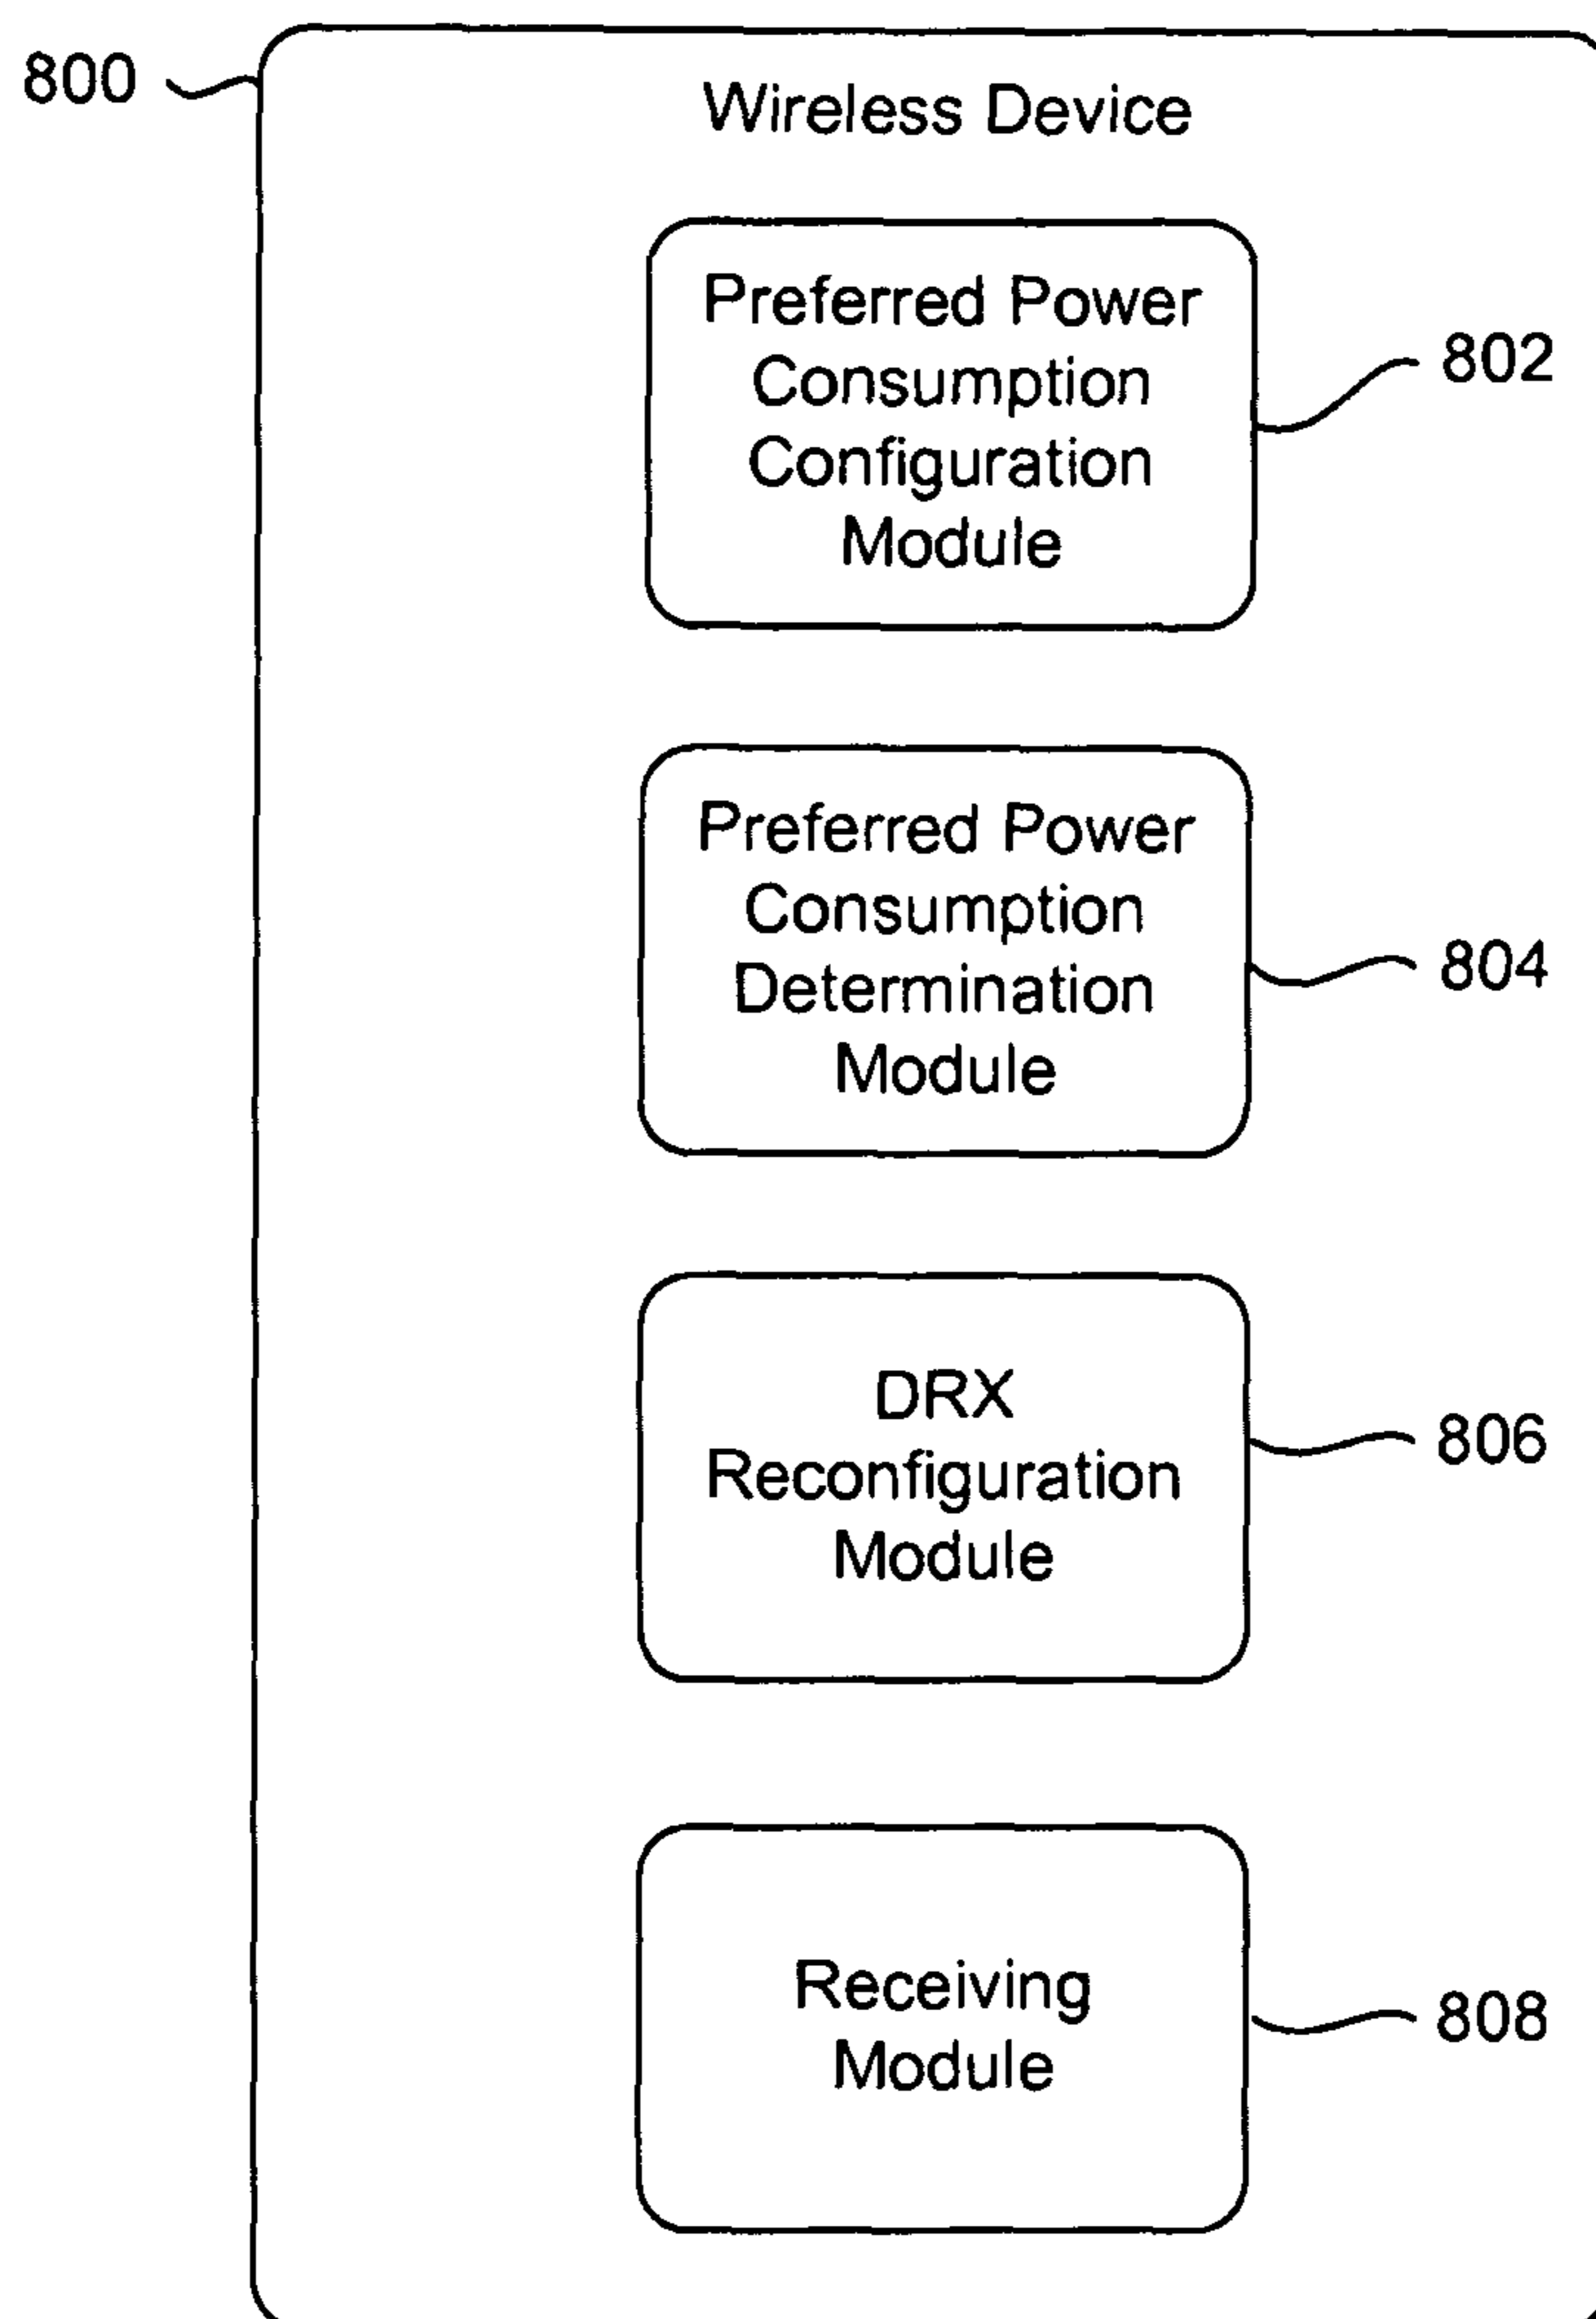 800
Wireless Device
Preferred Power
Consumption
Configuration
Module
802
Preferred Power
Consumption
Determination
Module
804
DRX
Reconfiguration
Module
806
Receiving
Module
808